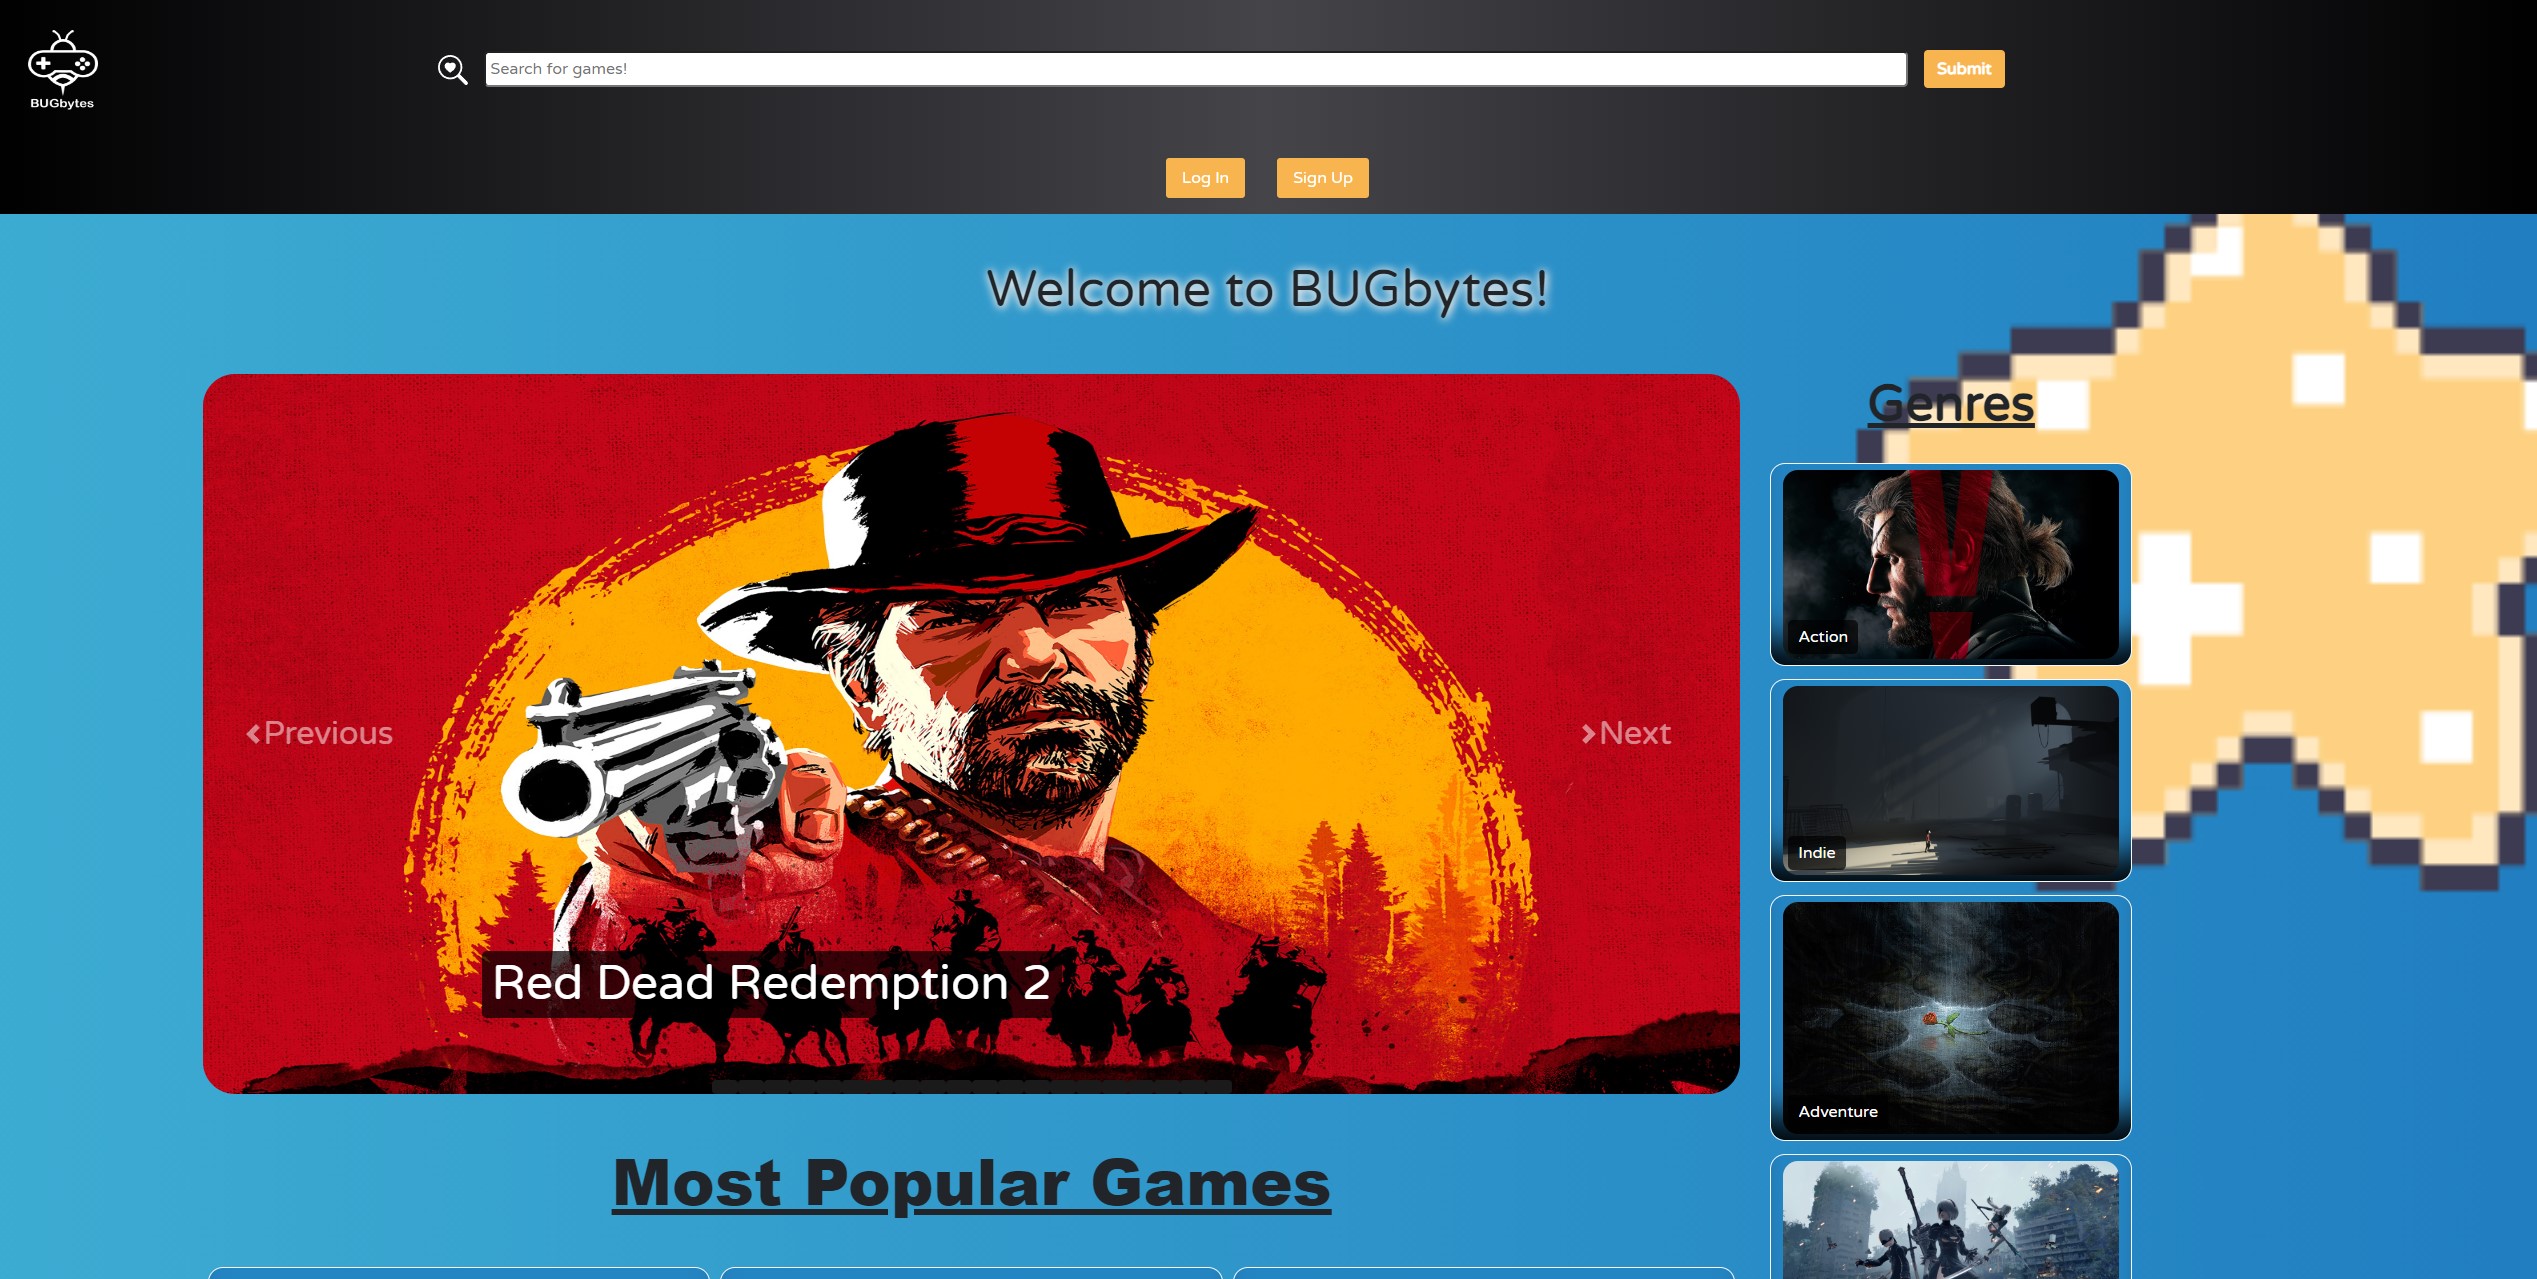 BUGbytes
Search for games!
Submit
Log In
Sign Up
Welcome to BUGbytes!
Genres
Previous
Next
Red Dead Redemption 2
Action
Indie
Adventure
Most Popular Games